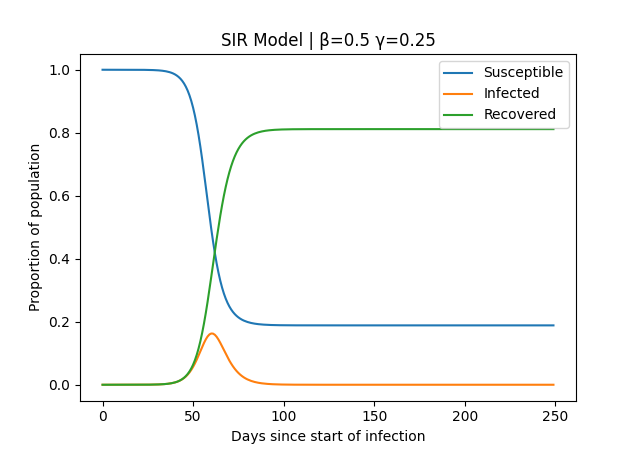 SIR Model | β=0.5 γ=0.25
Susceptible
Infected
Recovered
Proportion of population
1.0
0.8
0.6
0.4
0.2
0.0
0 50 100 150 200 250
Days since start of infection